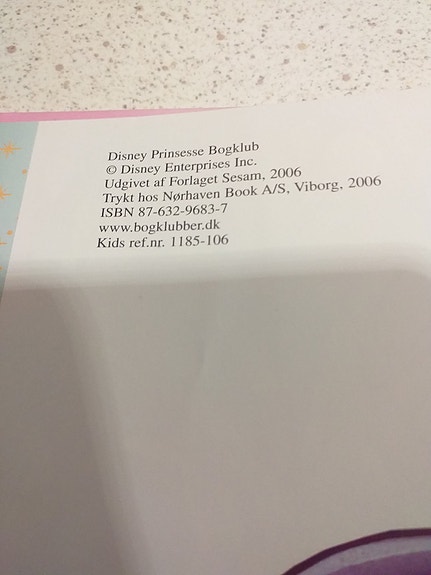 Disney Prinsesse Bogklub
© Disney Enterprises Inc.
Udgivet af Forlaget Sesam, 2006
Trykt hos Nørhaven Book A/S, Viborg, 2006
ISBN 87-632-9683-7
www.bogklubber.dk
Kids ref.nr. 1185-106